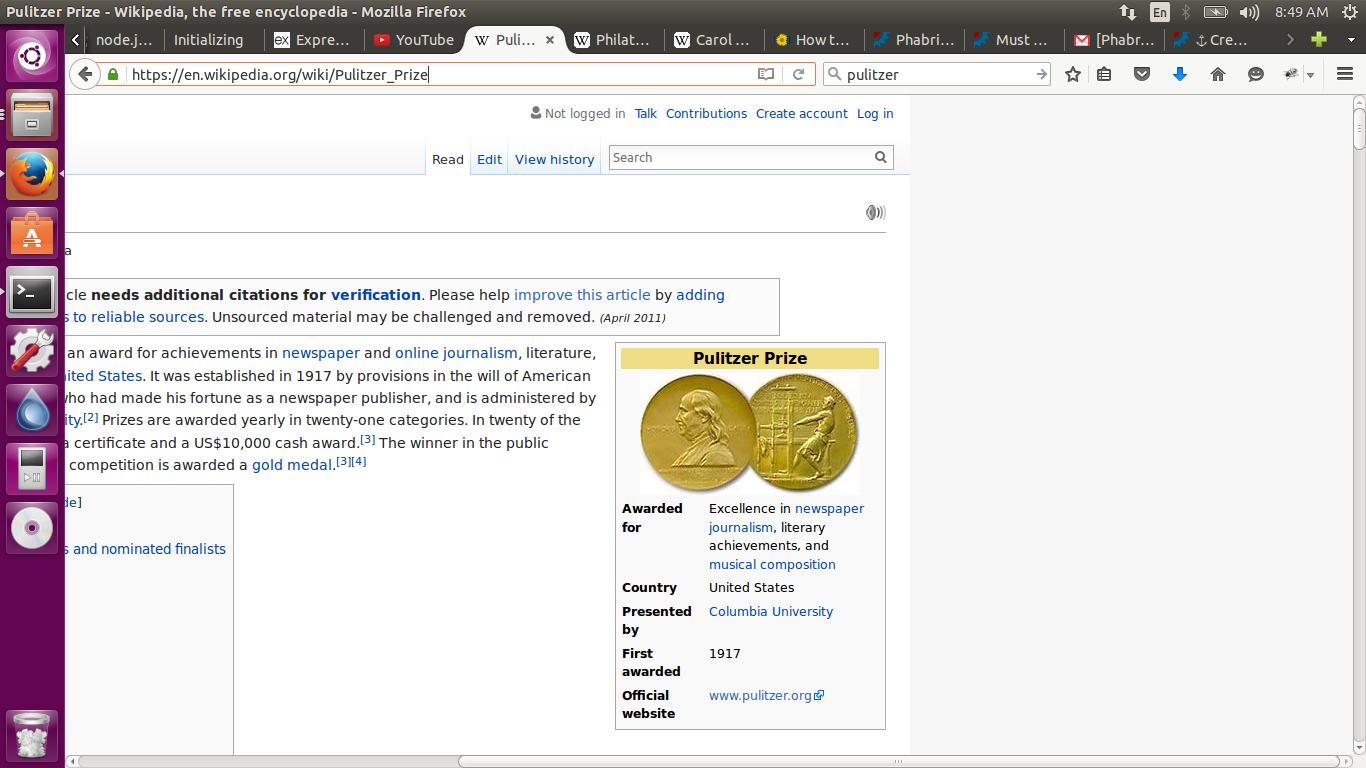 Pulitzer Prize - Wikipedia, the free encyclopedia - Mozilla Firefox
En
8:49 AM
node.j...
Initializing
ex Expre...
YouTube
W Puli...
W Philat...
W Carol ...
How t...
Phabri...
Must ...
[Phabr...
Cre...
https://en.wikipedia.org/wiki/Pulitzer_Prize
pulitzer
Not logged in Talk Contributions Create account Log in
Read Edit View history
Search
a
cle needs additional citations for verification. Please help improve this article by adding
s to reliable sources. Unsourced material may be challenged and removed. (April 2011)
an award for achievements in newspaper and online journalism, literature,
ited States. It was established in 1917 by provisions in the will of American
who had made his fortune as a newspaper publisher, and is administered by
ity.[2] Prizes are awarded yearly in twenty-one categories. In twenty of the
a certificate and a US$10,000 cash award.[3] The winner in the public
competition is awarded a gold medal.[3][4]
de]
s and nominated finalists
Pulitzer Prize
Awarded for
Excellence in newspaper
journalism, literary
achievements, and
musical composition
Country United States
Presented by
Columbia University
First awarded
1917
Official website
www.pulitzer.org